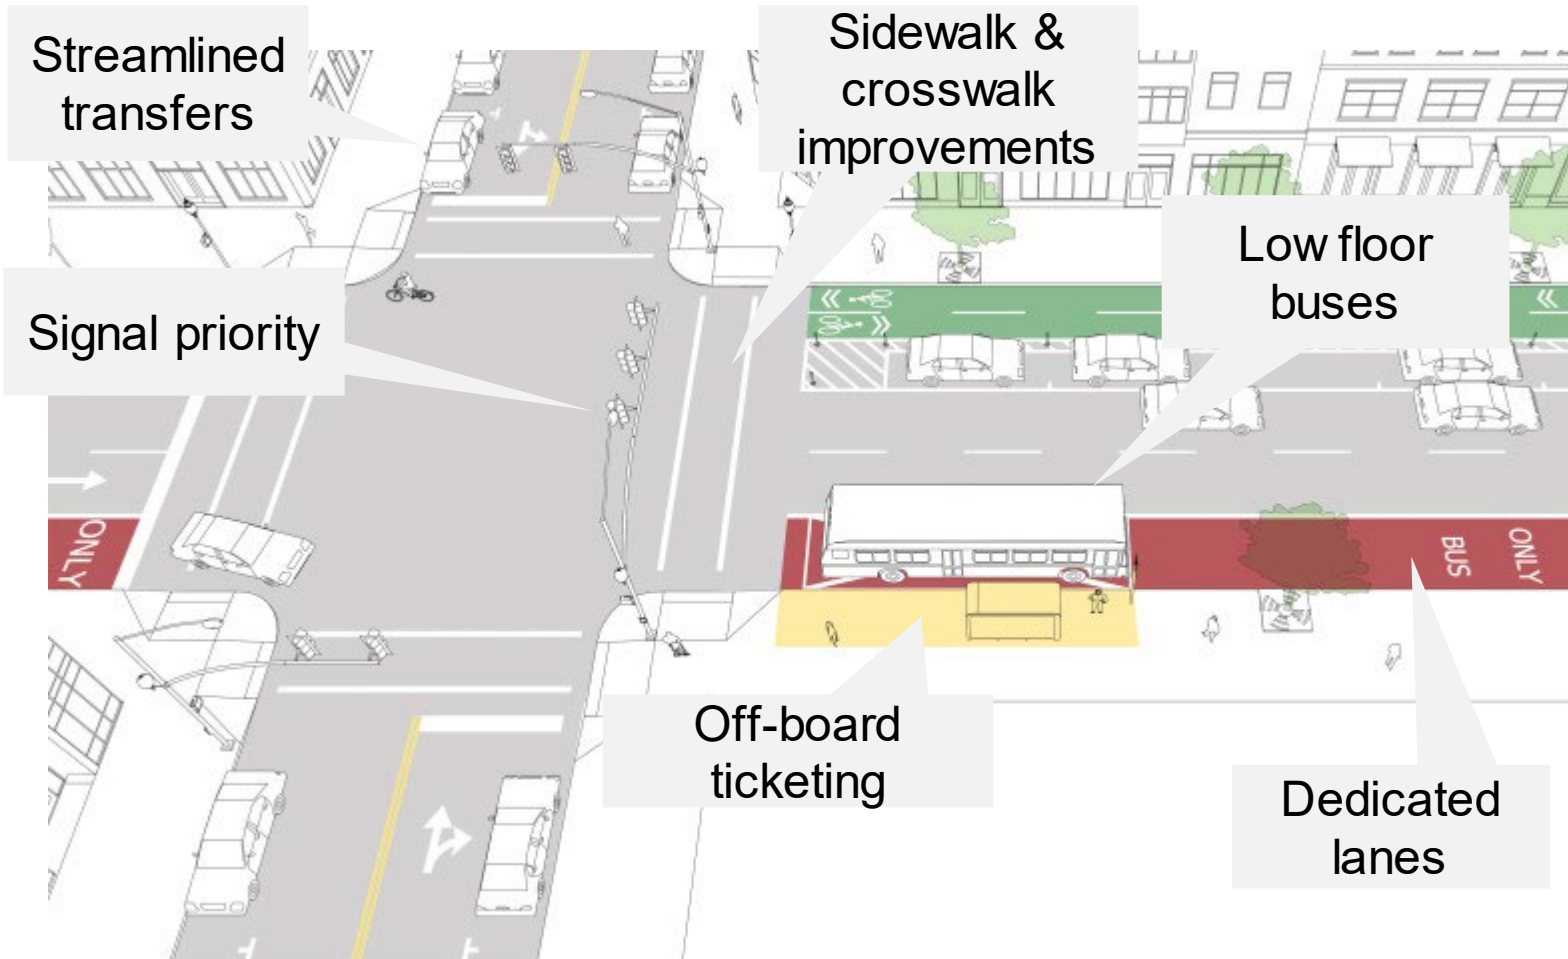 Streamlined
transfers
Sidewalk &
crosswalk
improvements
Low floor
buses
Signal priority
ONLY
BUS
ONLY
Off-board
ticketing
Dedicated
lanes